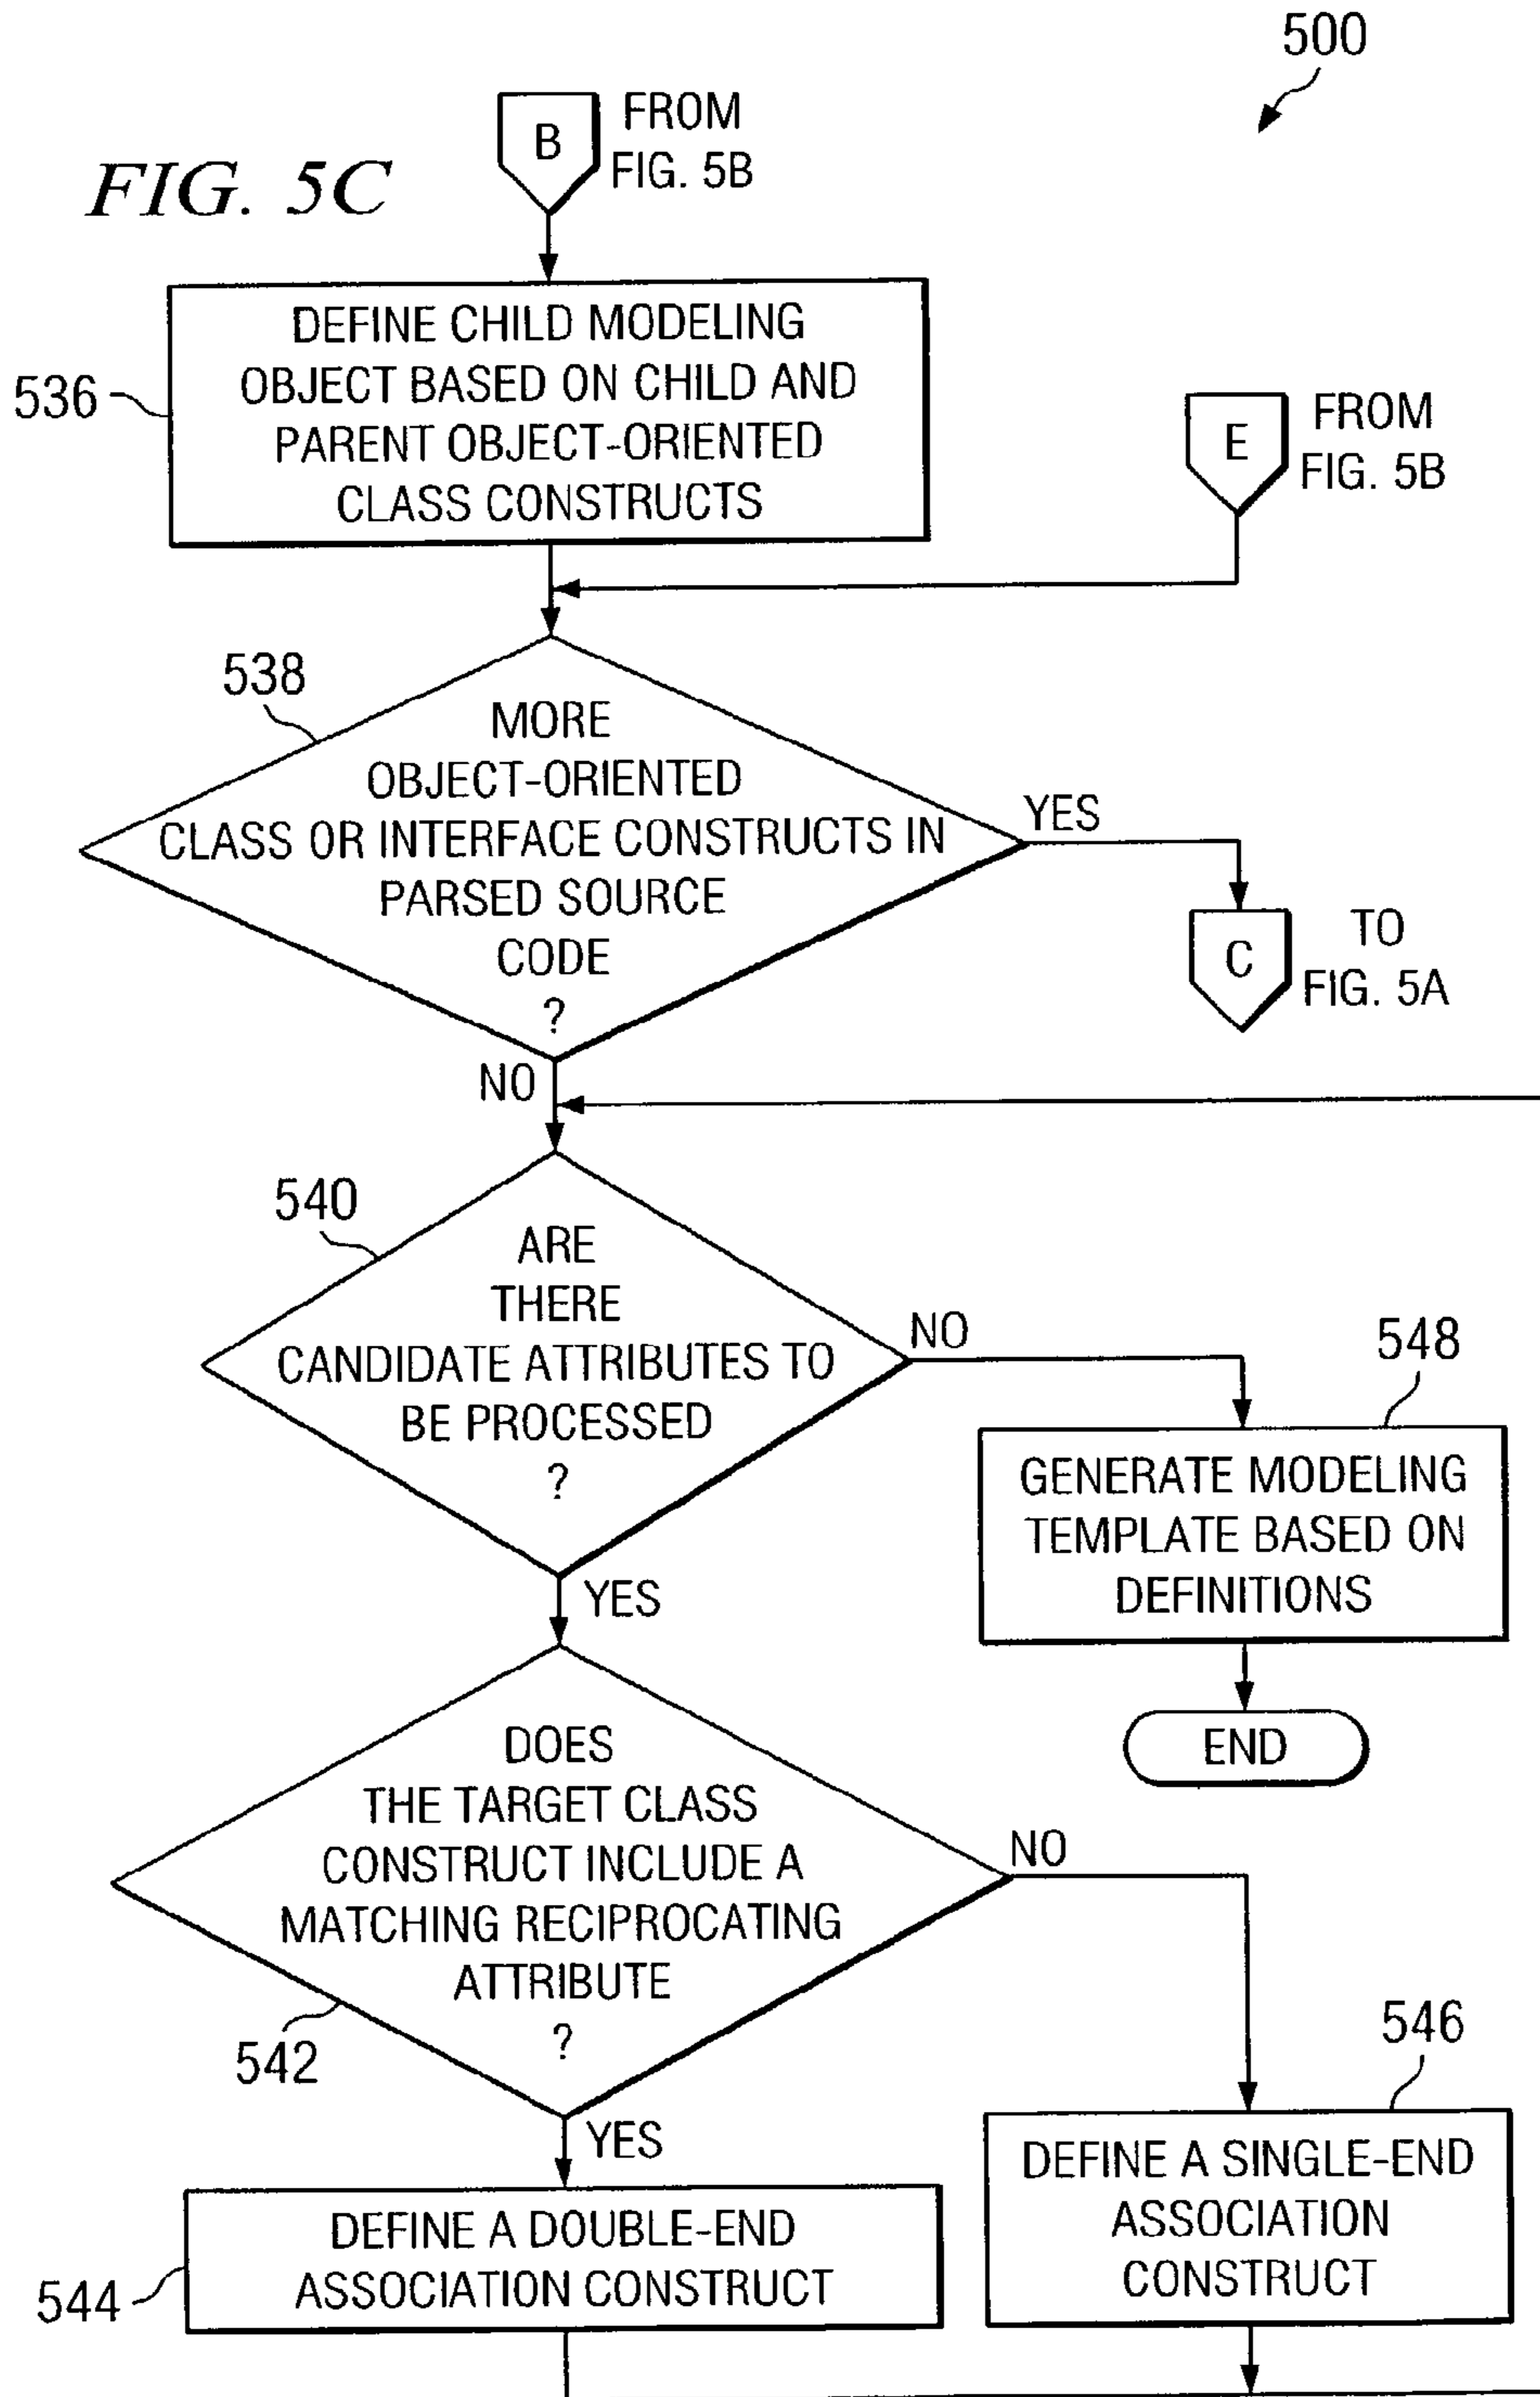 500
FIG. 5C
B
FROM
FIG. 5B
DEFINE CHILD MODELING
OBJECT BASED ON CHILD AND
PARENT OBJECT-ORIENTED
CLASS CONSTRUCTS
536
E
FROM
FIG. 5B
538
MORE
OBJECT-ORIENTED
CLASS OR INTERFACE CONSTRUCTS IN
PARSED SOURCE
CODE
?
YES
C
TO
FIG. 5A
NO
540
ARE
THERE
CANDIDATE ATTRIBUTES TO
BE PROCESSED
?
NO
548
GENERATE MODELING
TEMPLATE BASED ON
DEFINITIONS
END
YES
DOES
THE TARGET CLASS
CONSTRUCT INCLUDE A
MATCHING RECIPROCATING
ATTRIBUTE
?
542
NO
546
DEFINE A SINGLE-END
ASSOCIATION
CONSTRUCT
YES
DEFINE A DOUBLE-END
ASSOCIATION CONSTRUCT
544